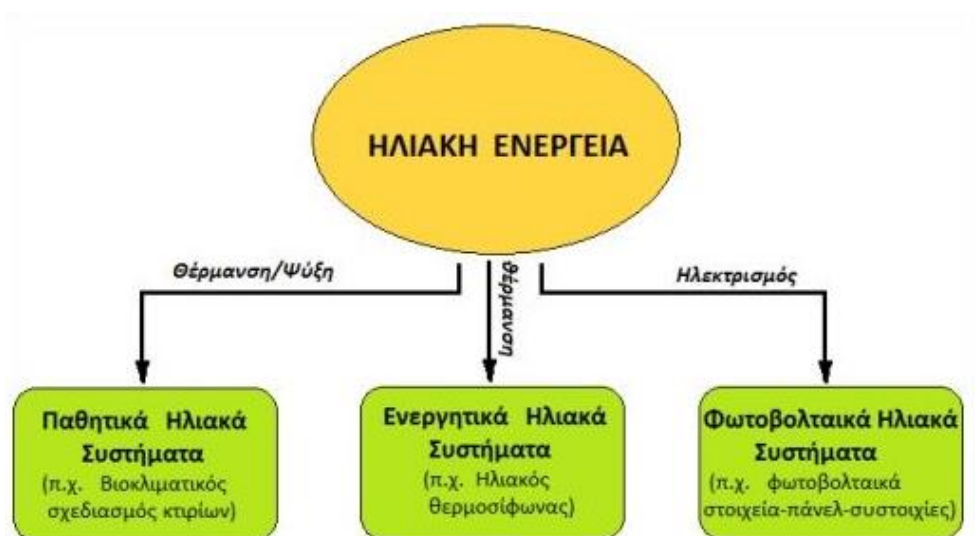 ΗΛΙΑΚΗ ΕΝΕΡΓΕΙΑ
Θέρμανση/Ψύξη
Θέρμανση
Ηλεκτρισμός
Παθητικά Ηλιακά
Συστήματα
(π.χ. Βιοκλιματικός
σχεδιασμός κτιρίων)
Ενεργητικά Ηλιακά
Συστήματα
(π.χ. Ηλιακός
θερμοσίφωνας)
Φωτοβολταικά Ηλιακά
Συστήματα
(π.χ. φωτοβολταικά
στοιχεία-πάνελ-συστοιχίες)